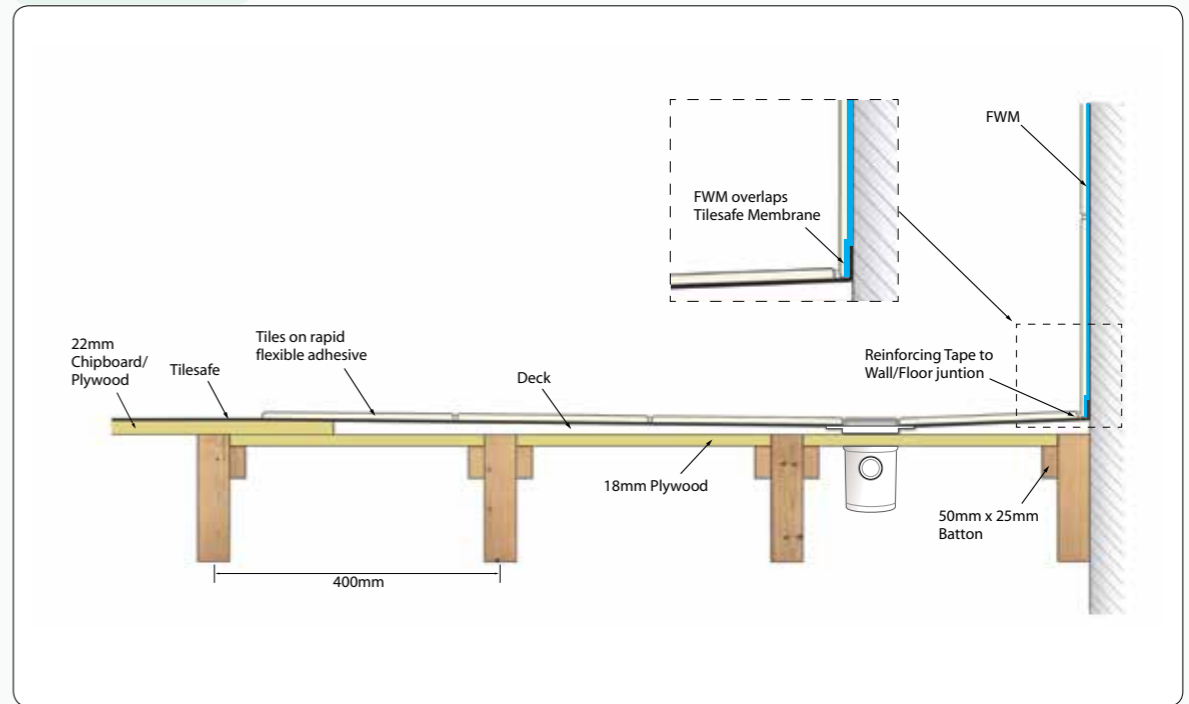 FWM
FWM overlaps
Tilesafe Membrane
22mm
Chipboard/
Plywood
Tilesafe
Tiles on rapid
flexible adhesive
Deck
Reinforcing Tape to
Wall/Floor juntion
18mm Plywood
50mm x 25mm
Batton
400mm